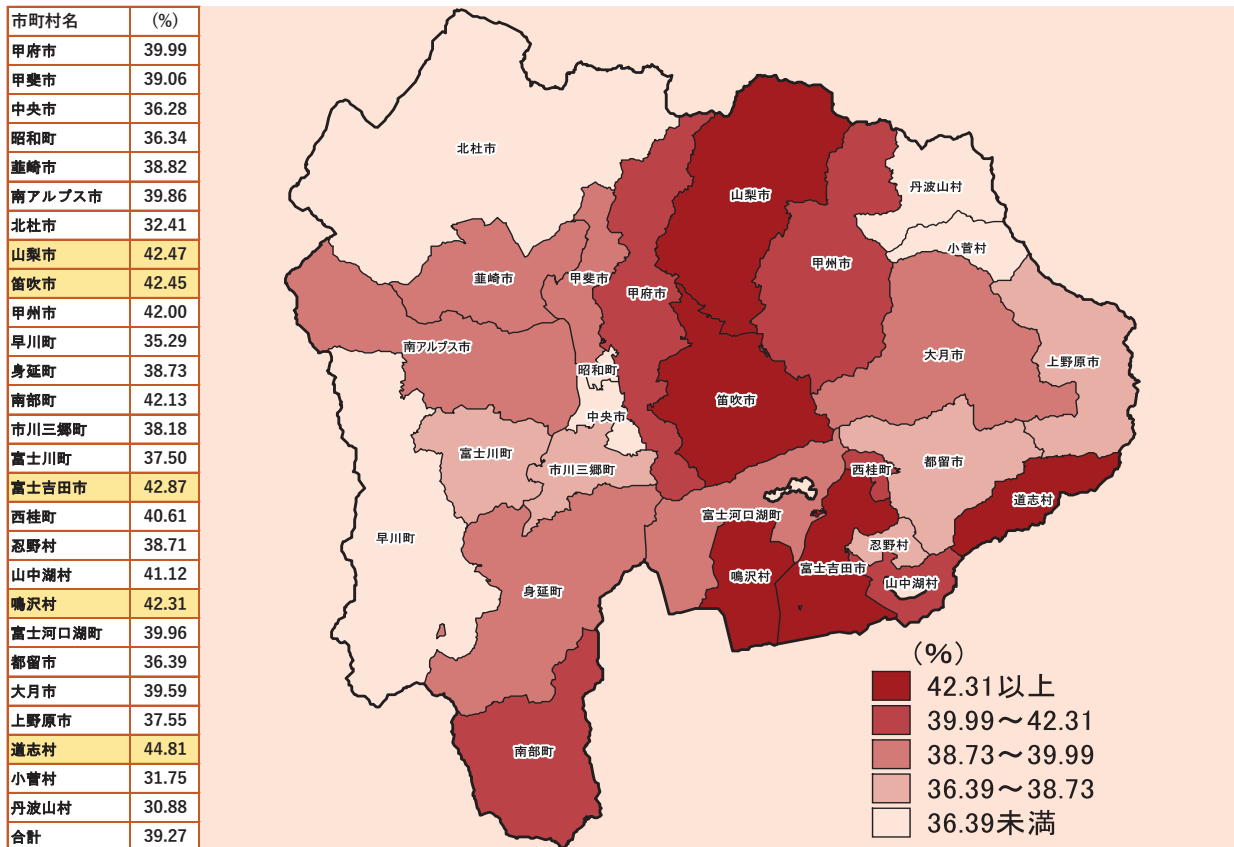 市町村名 (%)
甲府市 39.99
甲斐市 39.06
中央市 36.28
昭和町 36.34
韮崎市 38.82
南アルプス市 39.86
北杜市 32.41
山梨市 42.47
笛吹市 42.45
甲州市 42.00
早川町 35.29
身延町 38.73
南部町 42.13
市川三郷町 38.18
富士川町 37.50
富士吉田市 42.87
西桂町 40.61
忍野村 38.71
山中湖村 41.12
鳴沢村 42.31
富士河口湖町 39.96
都留市 36.39
大月市 39.59
上野原市 37.55
道志村 44.81
小菅村 31.75
丹波山村 30.88
合計 39.27
北杜市
丹波山村
山梨市
小菅村
甲州市
韮崎市
甲斐市
甲府市
南アルプス市
大月市
上野原市
昭和町
笛吹市
中央市
富士川町
市川三郷町
西桂町
都留市
道志村
富士河口湖町
早川町
忍野村
鳴沢村
富士吉田市
山中湖村
身延町
南部町
(%)
42.31以上
39.99～42.31
38.73～39.99
36.39～38.73
36.39未満